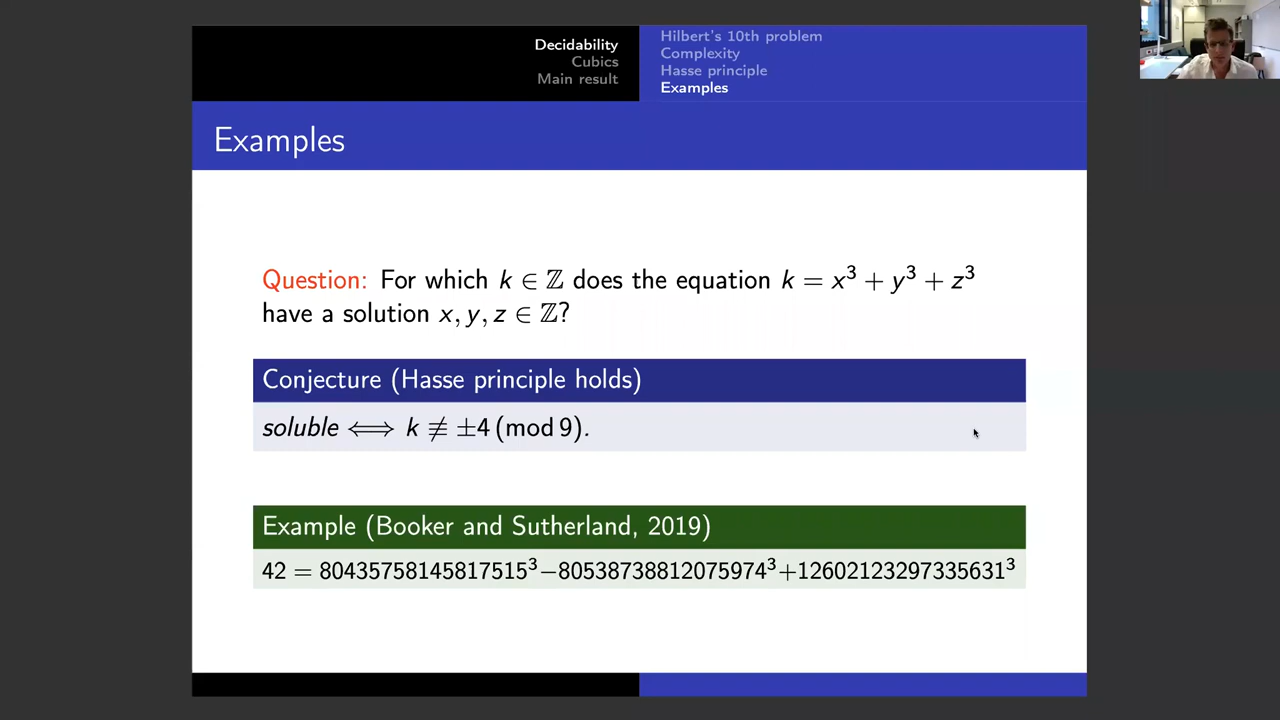 Decidability
Cubics
Main result
Hilbert's 10th problem
Complexity
Hasse principle
Examples
Examples
Question: For which k ∈ ℤ does the equation k = x³ + y³ + z³
have a solution x, y, z ∈ ℤ?
Conjecture (Hasse principle holds)
soluble ⟺ k ≢ ±4 (mod 9).
Example (Booker and Sutherland, 2019)
42 = 80435758145817515³−80538738812075974³+12602123297335631³